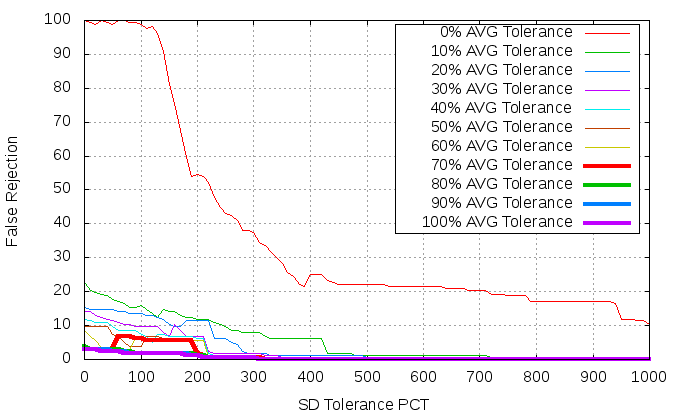 100
90
80
70
60
50
40
30
20
10
0
False Rejection
0% AVG Tolerance
10% AVG Tolerance
20% AVG Tolerance
30% AVG Tolerance
40% AVG Tolerance
50% AVG Tolerance
60% AVG Tolerance
70% AVG Tolerance
80% AVG Tolerance
90% AVG Tolerance
100% AVG Tolerance
0 100 200 300 400 500 600 700 800 900 1000
SD Tolerance PCT